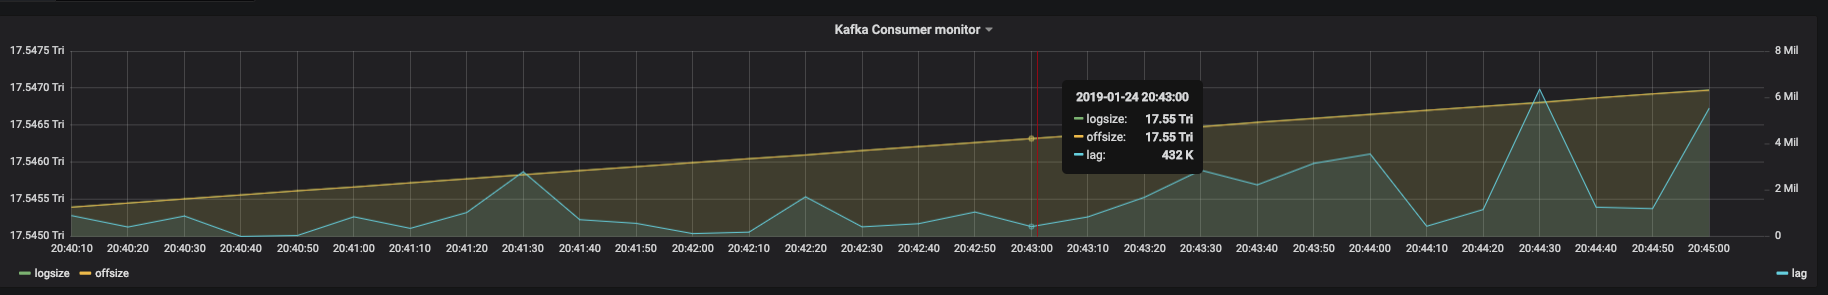 Kafka Consumer monitor
17.5475 Tri
17.5470 Tri
17.5465 Tri
17.5460 Tri
17.5455 Tri
17.5450 Tri
8 Mil
6 Mil
4 Mil
2 Mil
0
2019-01-24 20:43:00
logsize: 17.55 Tri
offsize: 17.55 Tri
lag: 432 K
20:40:10 20:40:20 20:40:30 20:40:40 20:40:50 20:41:00 20:41:10 20:41:20 20:41:30 20:41:40 20:41:50 20:42:00 20:42:10 20:42:20 20:42:30 20:42:40 20:42:50 20:43:00 20:43:10 20:43:20 20:43:30 20:43:40 20:43:50 20:44:00 20:44:10 20:44:20 20:44:30 20:44:40 20:44:50 20:45:00
logsize offsize lag